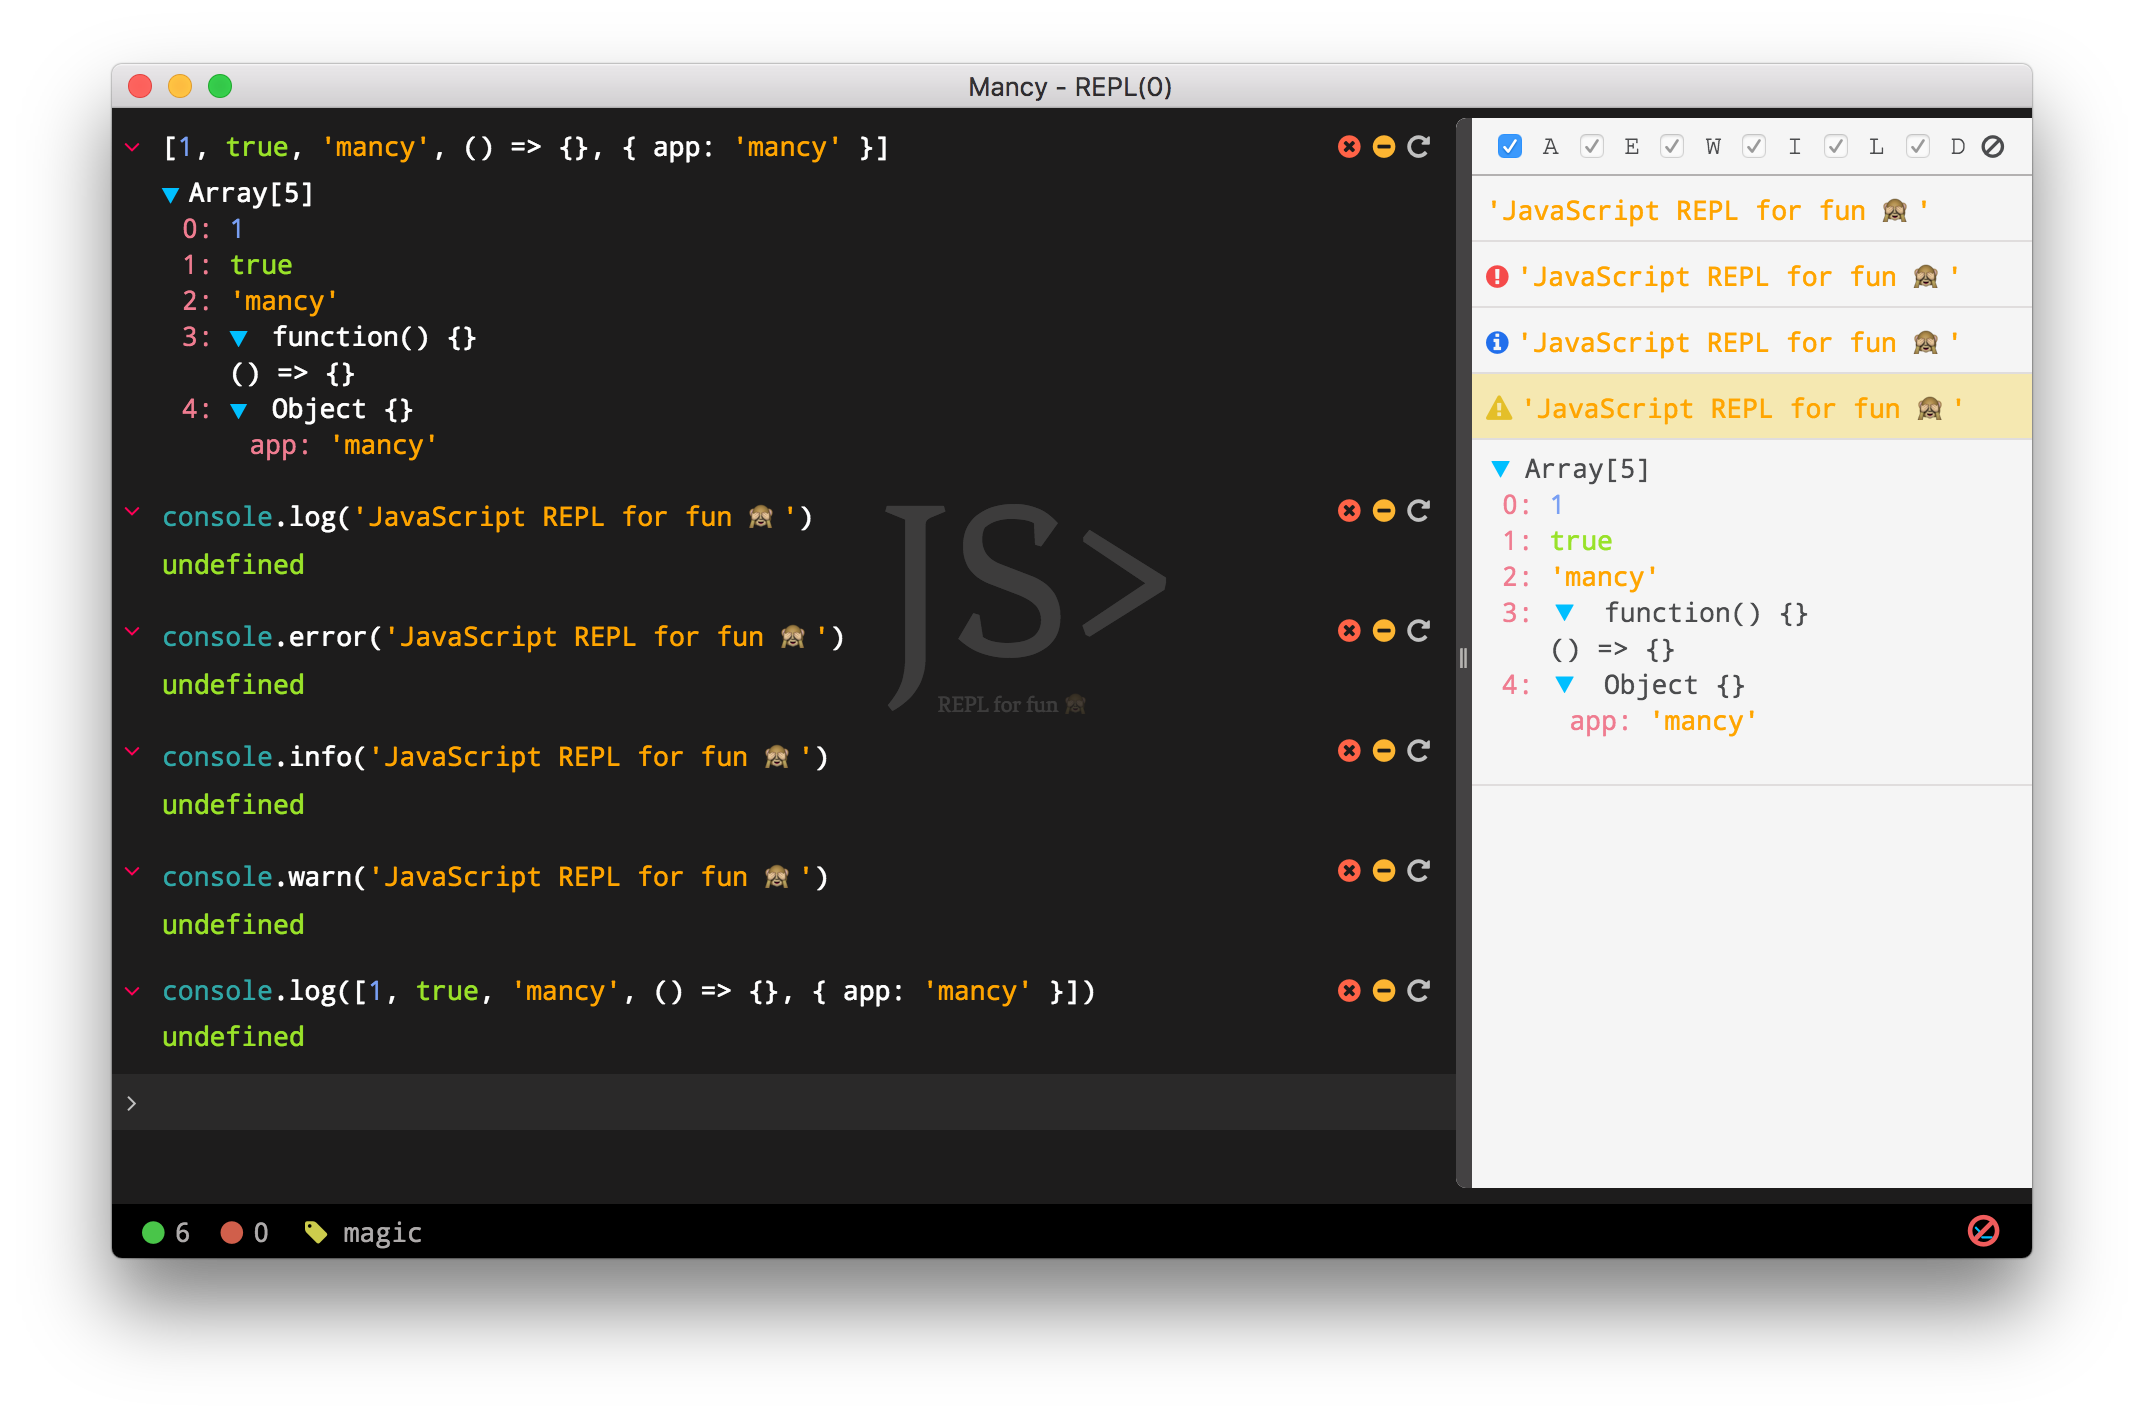 Mancy - REPL(0)
[1, true, 'mancy', () => {}, { app: 'mancy' }]
▼ Array[5]
0: 1
1: true
2: 'mancy'
3: ▼ function() {}
() => {}
4: ▼ Object {}
app: 'mancy'
console.log('JavaScript REPL for fun 🙈 ')
undefined
console.error('JavaScript REPL for fun 🙈 ')
undefined
console.info('JavaScript REPL for fun 🙈 ')
undefined
console.warn('JavaScript REPL for fun 🙈 ')
undefined
console.log([1, true, 'mancy', () => {}, { app: 'mancy' }])
undefined
>
JS>
REPL for fun 🙈
A E W I L D
'JavaScript REPL for fun 🙈 '
'JavaScript REPL for fun 🙈 '
'JavaScript REPL for fun 🙈 '
'JavaScript REPL for fun 🙈 '
▼ Array[5]
0: 1
1: true
2: 'mancy'
3: ▼ function() {}
() => {}
4: ▼ Object {}
app: 'mancy'
6 0 magic